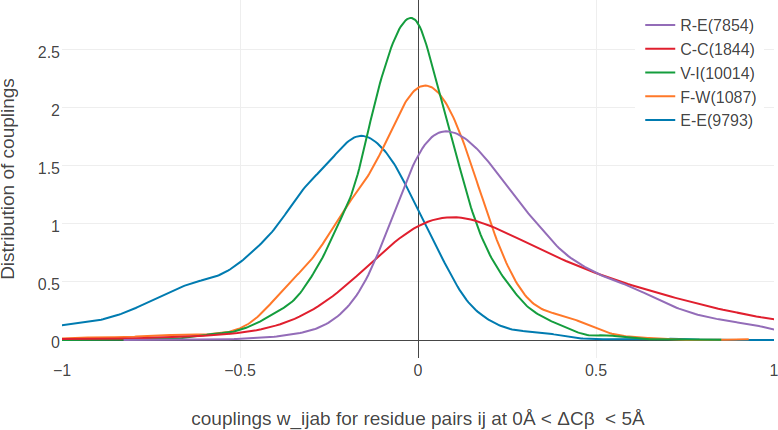 R-E(7854)
C-C(1844)
V-I(10014)
F-W(1087)
E-E(9793)
Distribution of couplings
2.5
2
1.5
1
0.5
0
−1
−0.5
0
0.5
1
couplings w_ijab for residue pairs ij at 0Å < ΔCβ < 5Å